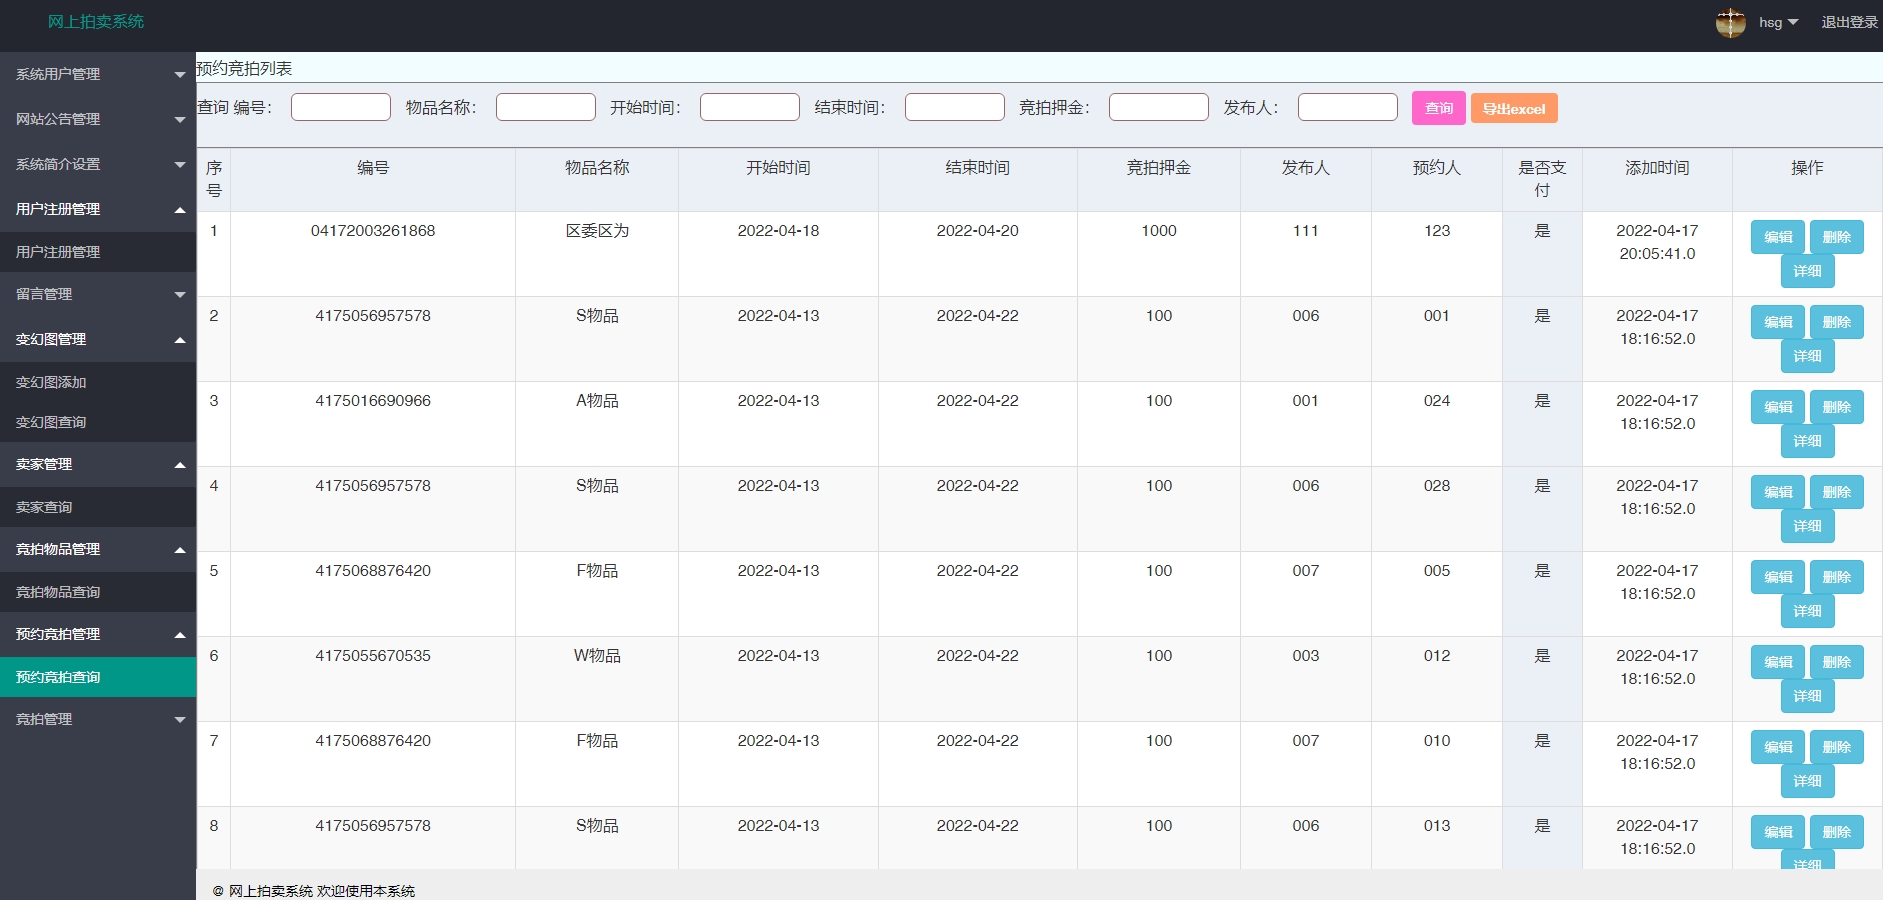 网上拍卖系统
hsg
退出登录
系统用户管理
网站公告管理
系统简介设置
用户注册管理
用户注册管理
留言管理
变幻图管理
变幻图添加
变幻图查询
卖家管理
卖家查询
竞拍物品管理
竞拍物品查询
预约竞拍管理
预约竞拍查询
竞拍管理
预约竞拍列表
查询 编号： 物品名称： 开始时间： 结束时间： 竞拍押金： 发布人： 查询 导出excel
序号 编号 物品名称 开始时间 结束时间 竞拍押金 发布人 预约人 是否支付 添加时间 操作
1 04172003261868 区委区为 2022-04-18 2022-04-20 1000 111 123 是 2022-04-17 20:05:41.0 编辑 删除 详细
2 4175056957578 S物品 2022-04-13 2022-04-22 100 006 001 是 2022-04-17 18:16:52.0 编辑 删除 详细
3 4175016690966 A物品 2022-04-13 2022-04-22 100 001 024 是 2022-04-17 18:16:52.0 编辑 删除 详细
4 4175056957578 S物品 2022-04-13 2022-04-22 100 006 028 是 2022-04-17 18:16:52.0 编辑 删除 详细
5 4175068876420 F物品 2022-04-13 2022-04-22 100 007 005 是 2022-04-17 18:16:52.0 编辑 删除 详细
6 4175055670535 W物品 2022-04-13 2022-04-22 100 003 012 是 2022-04-17 18:16:52.0 编辑 删除 详细
7 4175068876420 F物品 2022-04-13 2022-04-22 100 007 010 是 2022-04-17 18:16:52.0 编辑 删除 详细
8 4175056957578 S物品 2022-04-13 2022-04-22 100 006 013 是 2022-04-17 18:16:52.0 编辑 删除 详细
@ 网上拍卖系统 欢迎使用本系统